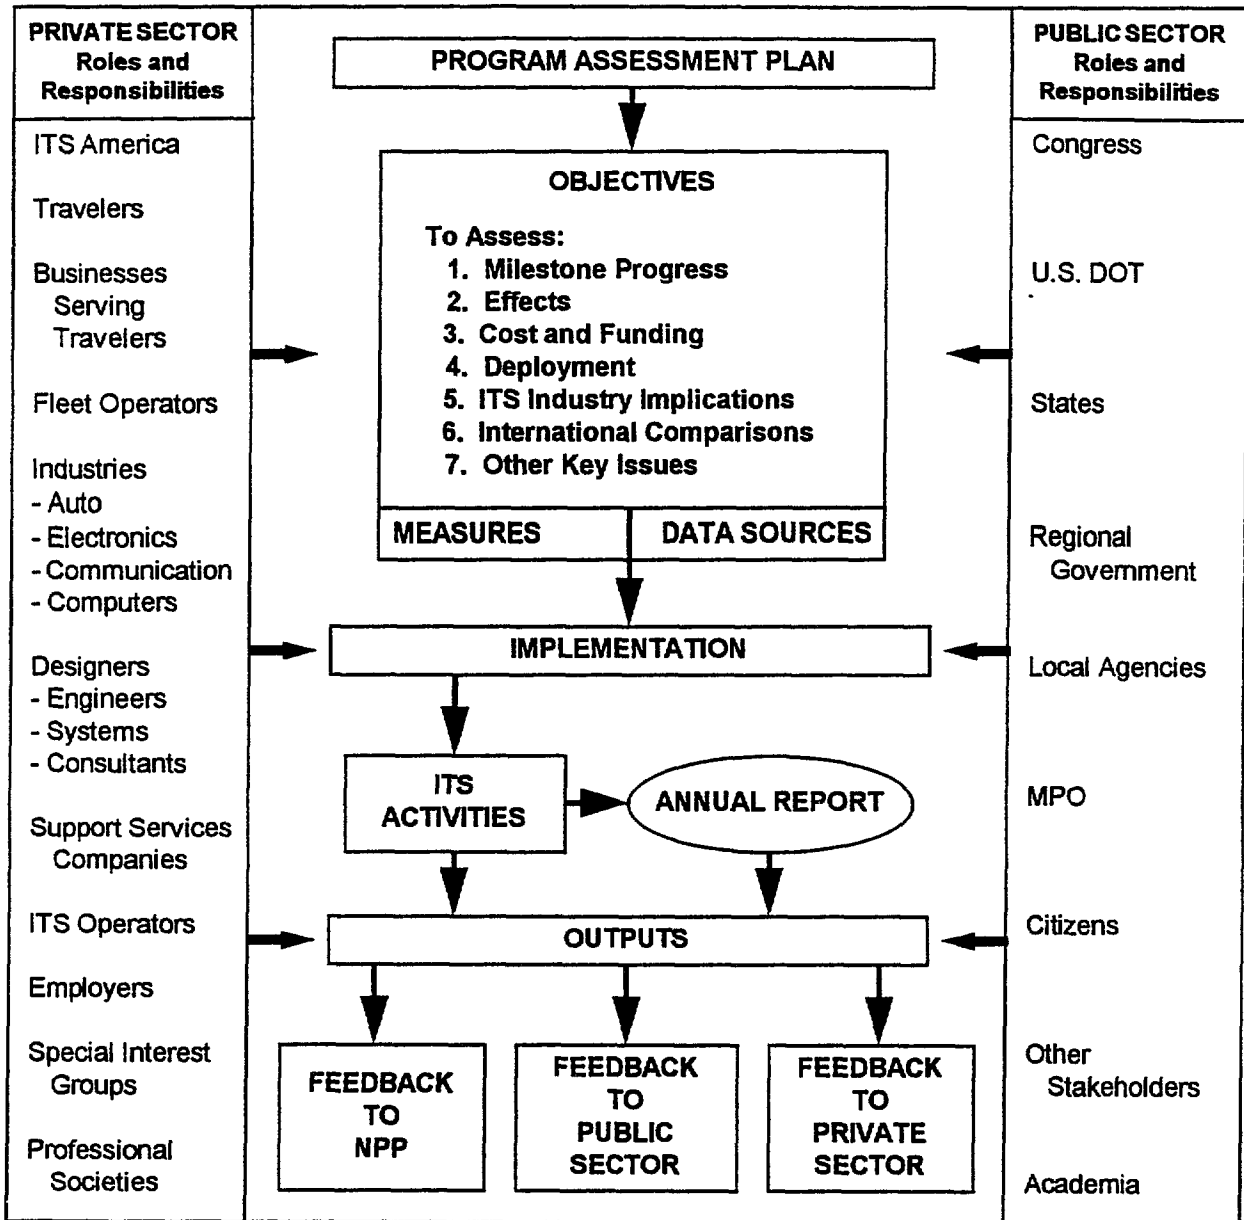 PRIVATE SECTOR
Roles and
Responsibilities
ITS America
Travelers
Businesses
Serving
Travelers
Fleet Operators
Industries
- Auto
- Electronics
- Communication
- Computers
Designers
- Engineers
- Systems
- Consultants
Support Services
Companies
ITS Operators
Employers
Special Interest
Groups
Professional
Societies
PROGRAM ASSESSMENT PLAN
OBJECTIVES
To Assess:
1. Milestone Progress
2. Effects
3. Cost and Funding
4. Deployment
5. ITS Industry Implications
6. International Comparisons
7. Other Key Issues
MEASURES
DATA SOURCES
IMPLEMENTATION
ITS
ACTIVITIES
ANNUAL REPORT
OUTPUTS
FEEDBACK
TO
NPP
FEEDBACK
TO
PUBLIC
SECTOR
FEEDBACK
TO
PRIVATE
SECTOR
PUBLIC SECTOR
Roles and
Responsibilities
Congress
U.S. DOT
States
Regional
Government
Local Agencies
MPO
Citizens
Other
Stakeholders
Academia